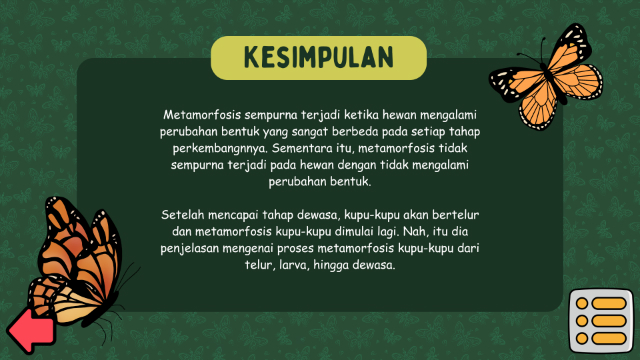 KESIMPULAN
Metamorfosis sempurna terjadi ketika hewan mengalami
perubahan bentuk yang sangat berbeda pada setiap tahap
perkembangnnya. Sementara itu, metamorfosis tidak
sempurna terjadi pada hewan dengan tidak mengalami
perubahan bentuk.
Setelah mencapai tahap dewasa, kupu-kupu akan bertelur
dan metamorfosis kupu-kupu dimulai lagi. Nah, itu dia
penjelasan mengenai proses metamorfosis kupu-kupu dari
telur, larva, hingga dewasa.